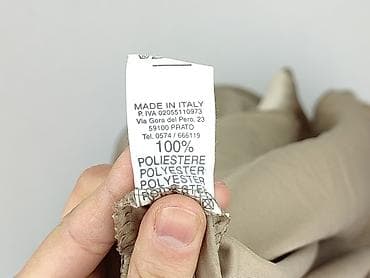 MADE IN ITALY
P. IVA 02055110973
Via Gora del Pero, 23
59100 PRATO
Tel. 0574 / 666119
100%
POLIESTERE
POLYESTER
POLYESTER
POLYESTER